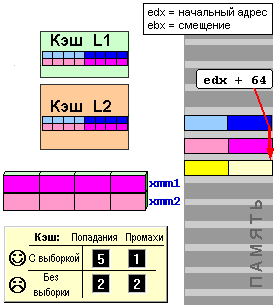 edx = начальный адрес
ebx = смещение
Кэш L1
edx + 64
Кэш L2
xmm1
xmm2
ПАМЯТЬ
Кэш: Попадания Промахи
С выборкой 5 1
Без выборки 2 2